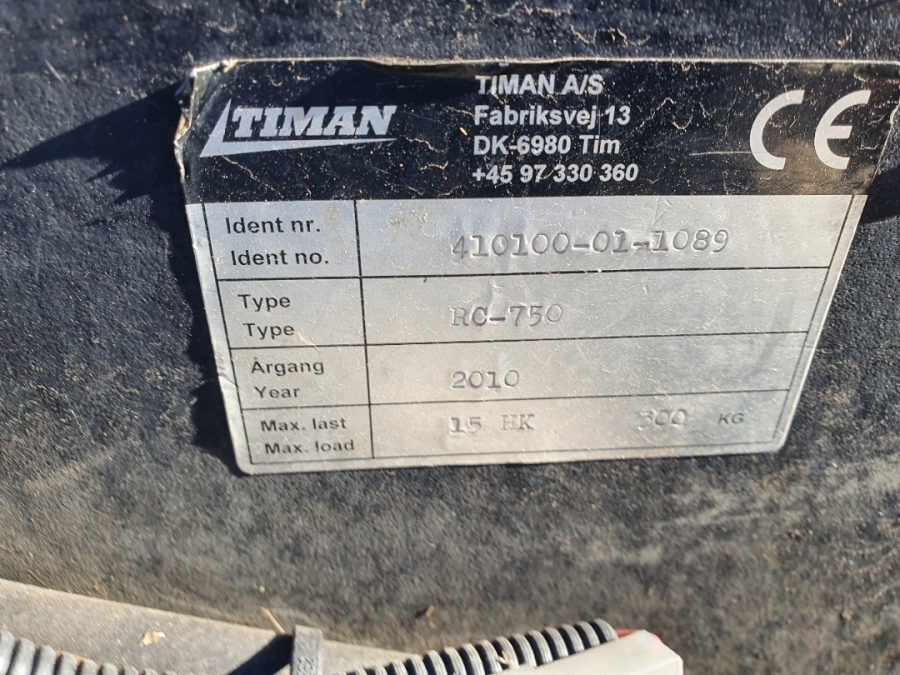 TIMAN
TIMAN A/S
Fabriksvej 13
DK-6980 Tim
+45 97 330 360
CE
Ident nr.
Ident no.
410100-01-1089
Type
Type
RC-750
Årgang
Year
2010
Max. last
Max. load
15 HK 300 KG